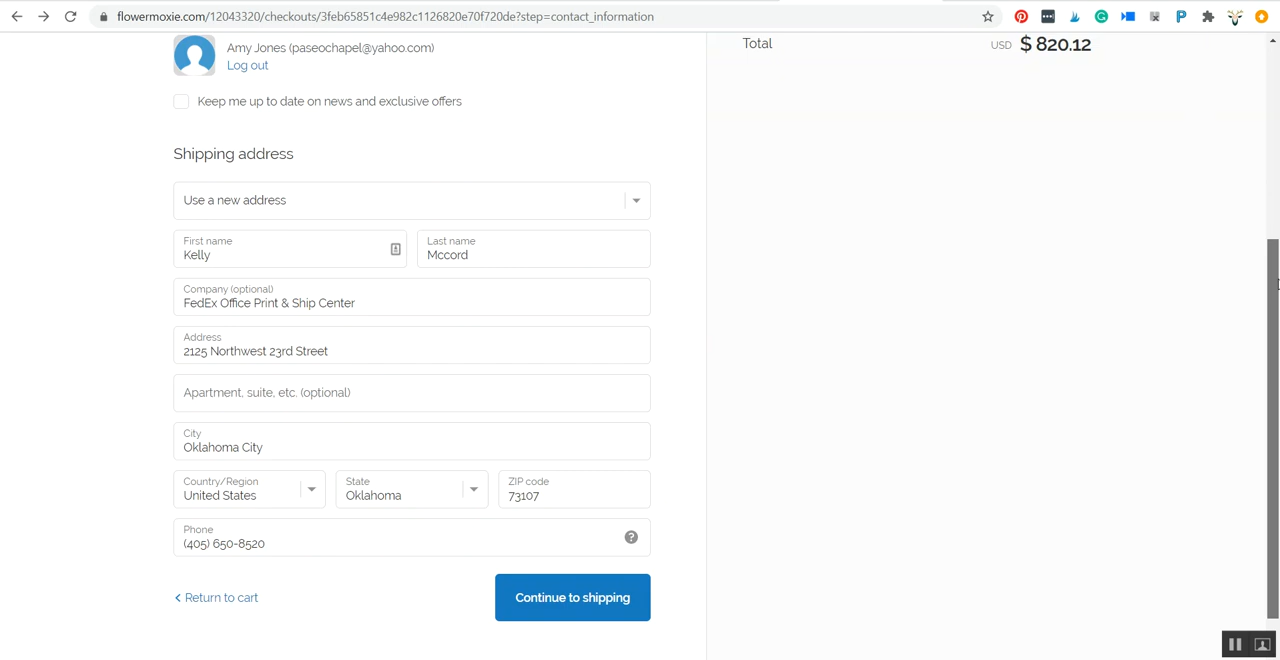 flowermoxie.com/12043320/checkouts/3feb65851c4e982c1126820e70f720de?step=contact_information
Amy Jones (paseochapel@yahoo.com)
Log out
Keep me up to date on news and exclusive offers
Shipping address
Use a new address
First name
Kelly
Last name
Mccord
Company (optional)
FedEx Office Print & Ship Center
Address
2125 Northwest 23rd Street
Apartment, suite, etc. (optional)
City
Oklahoma City
Country/Region
United States
State
Oklahoma
ZIP code
73107
Phone
(405) 650-8520
?
< Return to cart
Continue to shipping
Total
USD $ 820.12